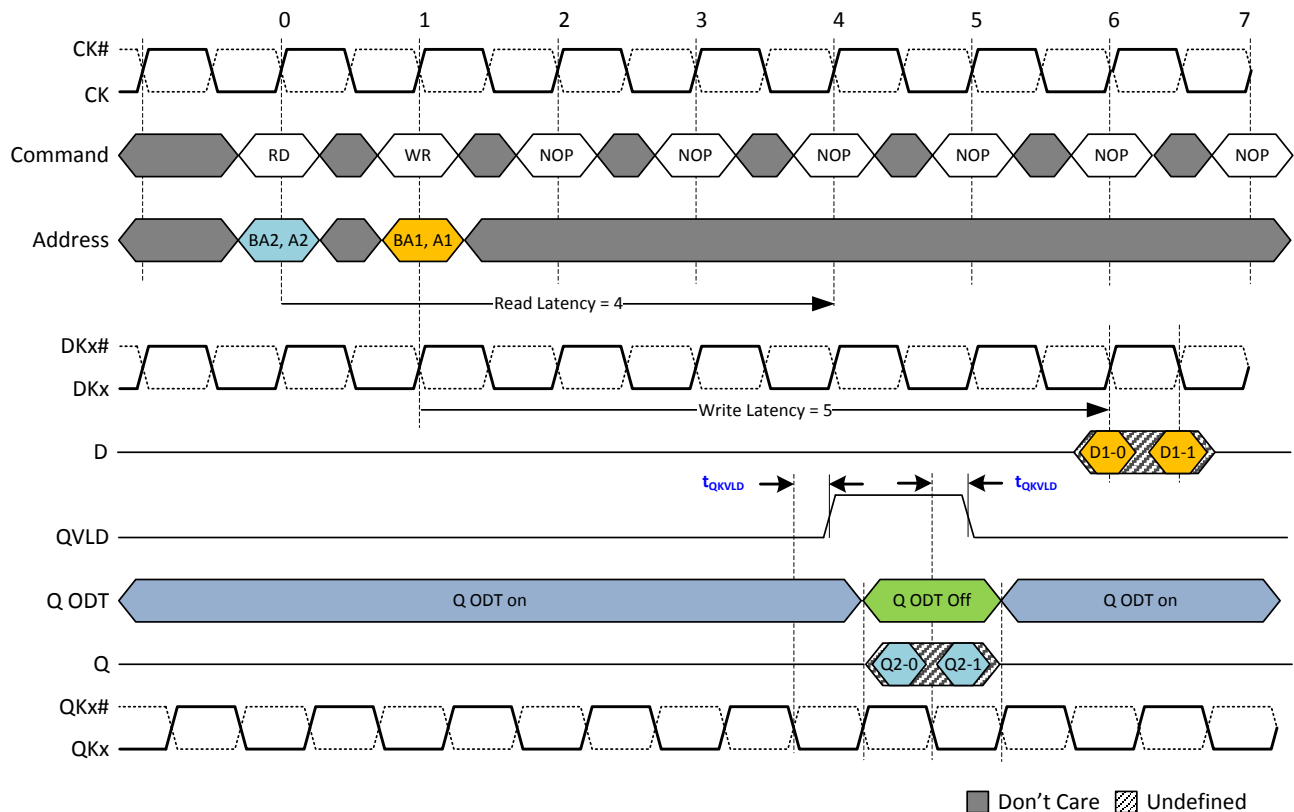 0 1 2 3 4 5 6 7
CK#
CK
Command RD WR NOP NOP NOP NOP NOP NOP
Address BA2, A2 BA1, A1
Read Latency = 4
DKx#
DKx
Write Latency = 5
D D1-0 D1-1
tQKVLD tQKVLD
QVLD
Q ODT Q ODT on Q ODT Off Q ODT on
Q Q2-0 Q2-1
QKx#
QKx
Don't Care Undefined